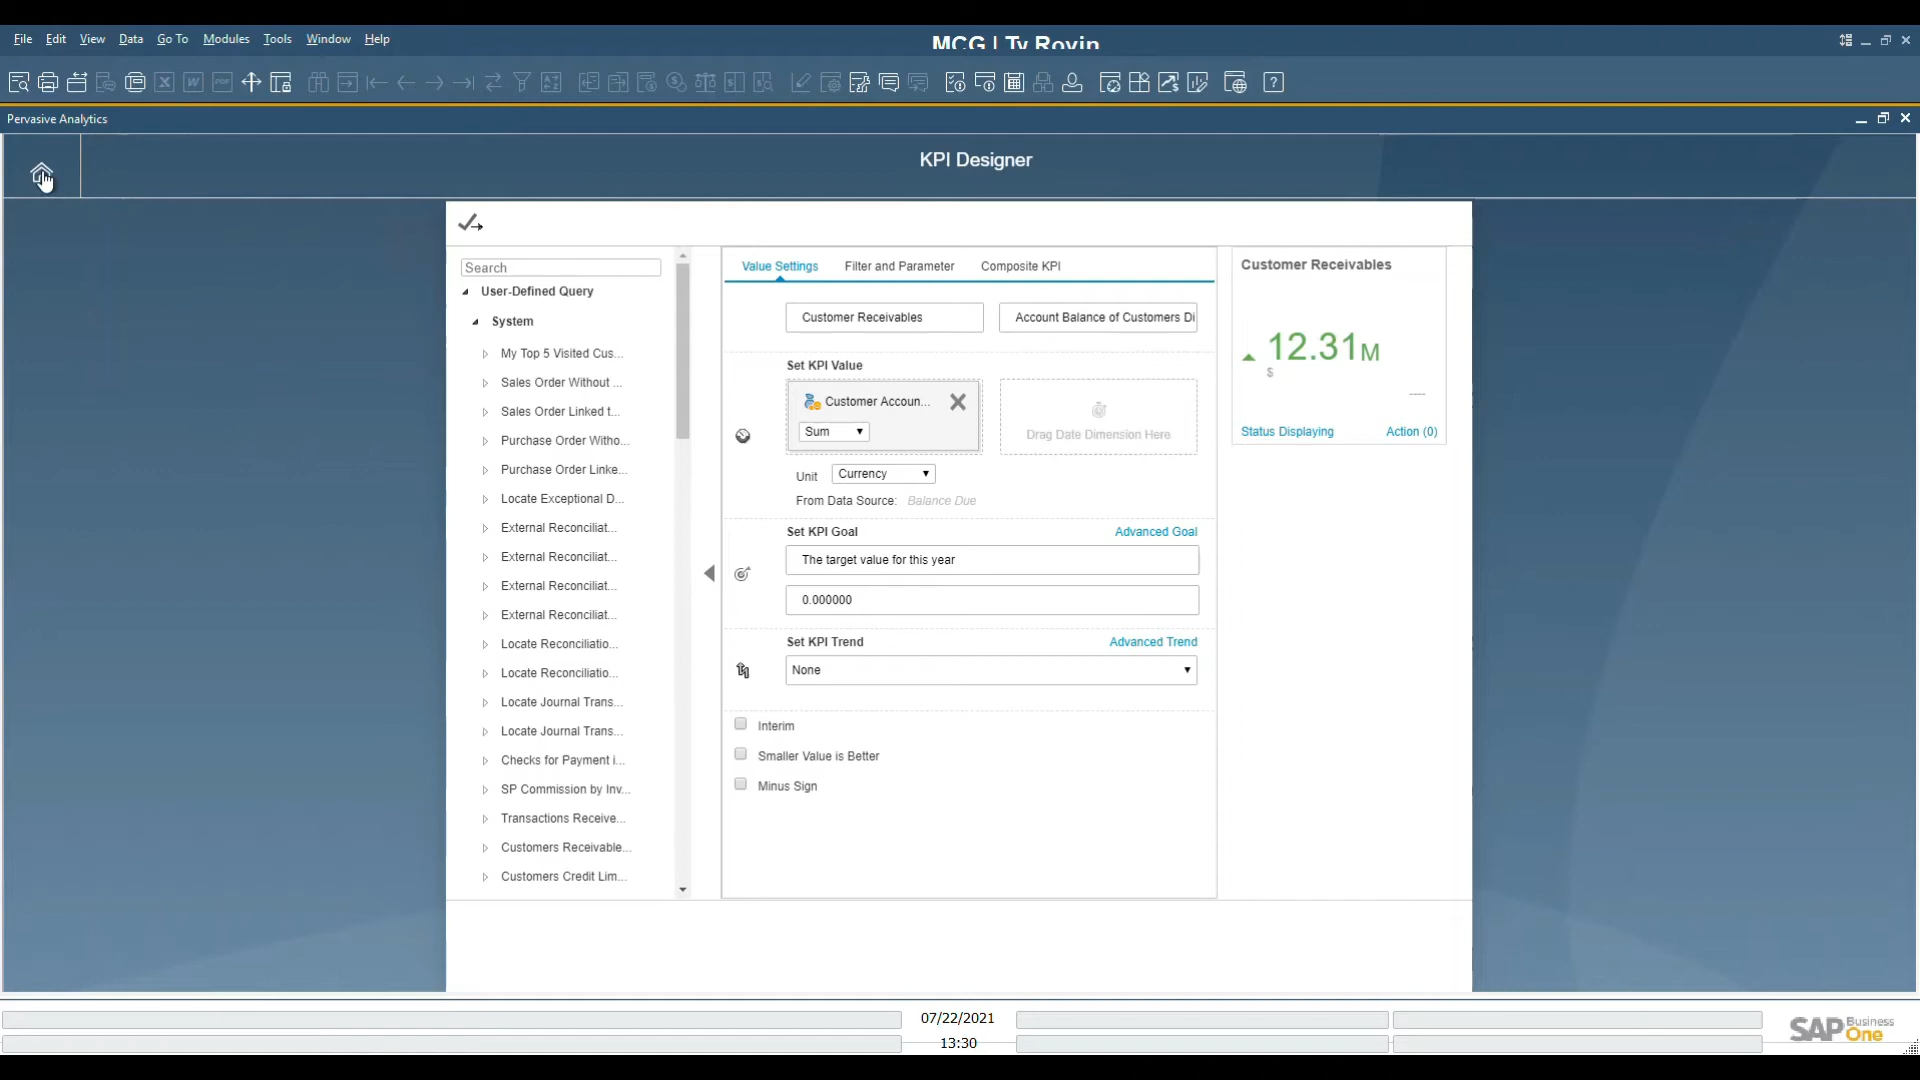 File Edit View Data Go To Modules Tools Window Help
MCG | Ty Rovin
Pervasive Analytics
KPI Designer
Search
User-Defined Query
System
My Top 5 Visited Cus...
Sales Order Without ...
Sales Order Linked t...
Purchase Order Witho...
Purchase Order Linke...
Locate Exceptional D...
External Reconciliat...
External Reconciliat...
External Reconciliat...
External Reconciliat...
Locate Reconciliatio...
Locate Reconciliatio...
Locate Journal Trans...
Locate Journal Trans...
Checks for Payment i...
SP Commission by Inv...
Transactions Receive...
Customers Receivable...
Customers Credit Lim...
Value Settings Filter and Parameter Composite KPI
Customer Receivables Account Balance of Customers Di
Set KPI Value
Customer Accoun...
Sum
Drag Date Dimension Here
Unit Currency
From Data Source: Balance Due
Set KPI Goal Advanced Goal
The target value for this year
0.000000
Set KPI Trend Advanced Trend
None
Interim
Smaller Value is Better
Minus Sign
Customer Receivables
12.31M
$
Status Displaying Action (0)
07/22/2021
13:30
SAP Business One